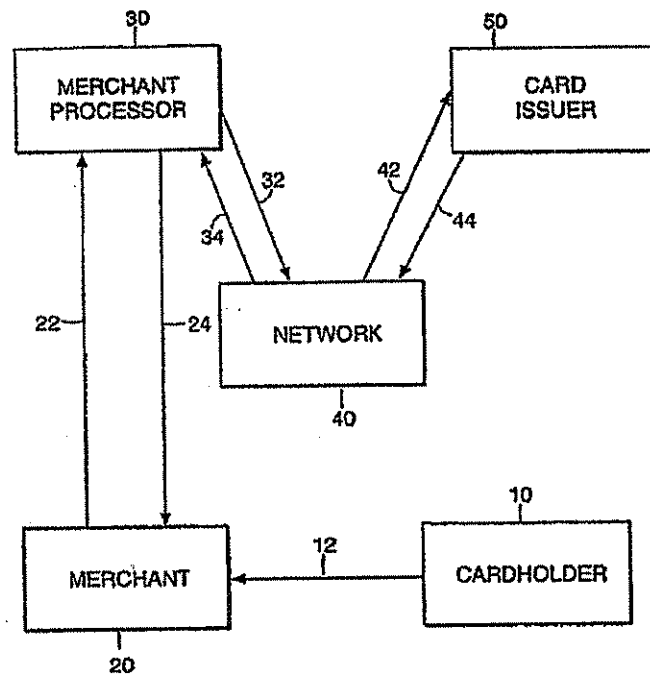 30
50
MERCHANT
PROCESSOR
CARD
ISSUER
32
34
42
44
22
24
NETWORK
40
10
12
MERCHANT
CARDHOLDER
20